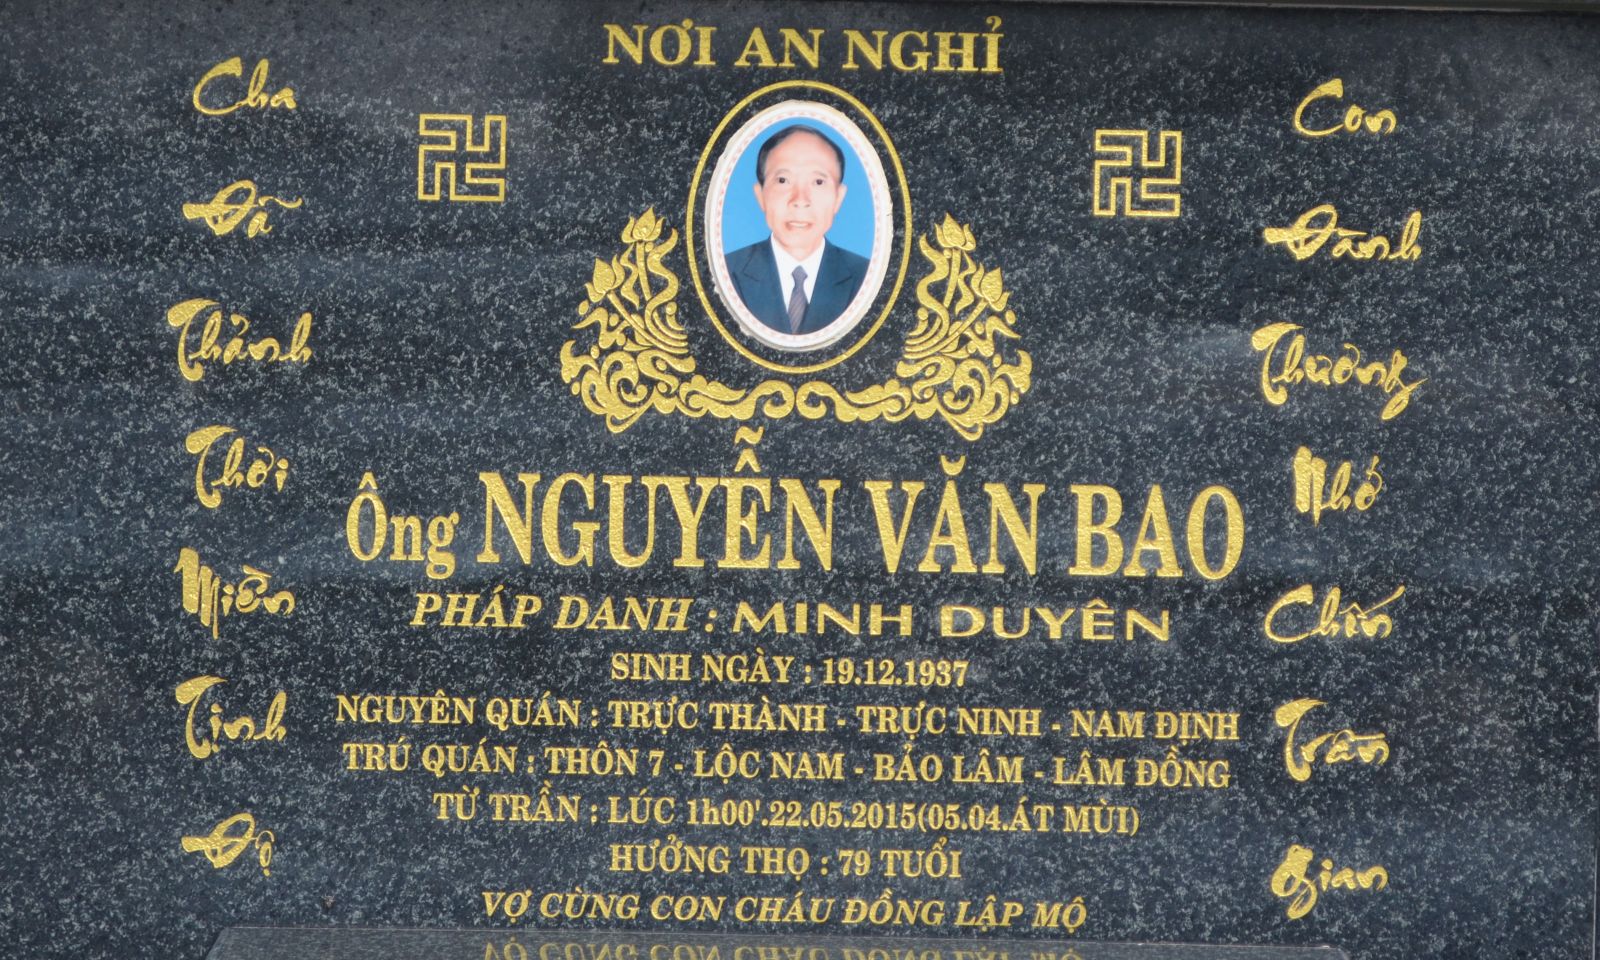 NƠI AN NGHỈ
Cha
Đã
Thảnh
Thơi
Miền
Tịnh
Độ
Ông NGUYỄN VĂN BAO
PHÁP DANH : MINH DUYÊN
SINH NGÀY : 19.12.1937
NGUYÊN QUÁN : TRỰC THÀNH - TRỰC NINH - NAM ĐỊNH
TRÚ QUÁN : THÔN 7 - LỘC NAM - BẢO LÂM - LÂM ĐỒNG
TỪ TRẦN : LÚC 1h00'.22.05.2015(05.04.ÁT MÙI)
HƯỞNG THỌ : 79 TUỔI
VỢ CÙNG CON CHÁU ĐỒNG LẬP MỘ
Con
Đành
Thương
Nhớ
Chốn
Trần
Gian